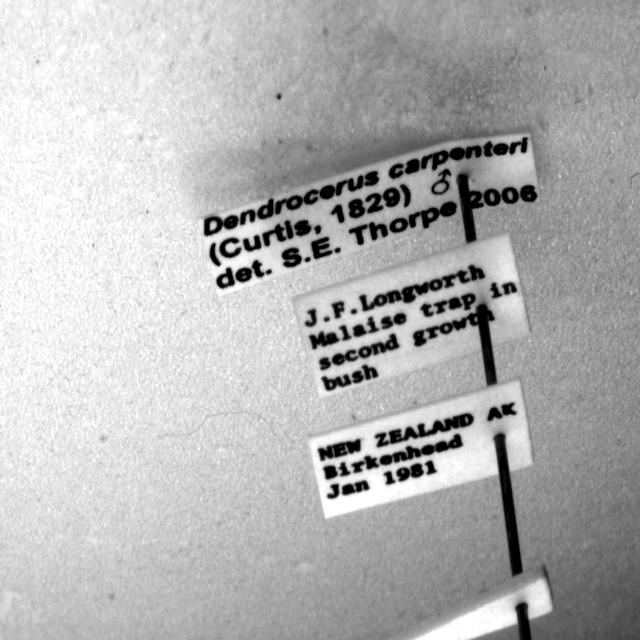 Dendrocerus carpenteri
(Curtis, 1829) ♂
det. S.E. Thorpe 2006
J.F.Longworth
Malaise trap in
second growth
bush
NEW ZEALAND AK
Birkenhead
Jan 1981